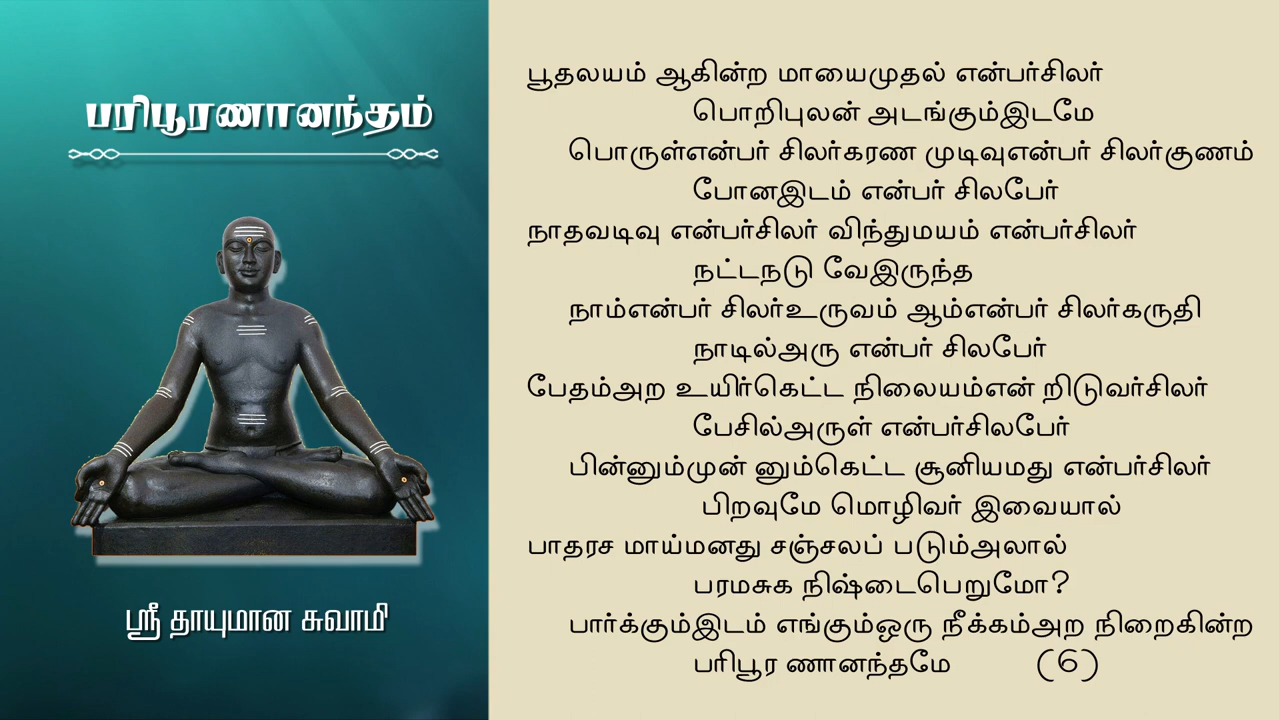 பரிபூரணானந்தம்
ஸ்ரீ தாயுமான சுவாமி
பூதலயம் ஆகின்ற மாயைமுதல் என்பர்சிலர்
பொறிபுலன் அடங்கும்இடமே
பொருள்என்பர் சிலர்கரண முடிவுஎன்பர் சிலர்குணம்
போனஇடம் என்பர் சிலபேர்
நாதவடிவு என்பர்சிலர் விந்துமயம் என்பர்சிலர்
நட்டநடு வேஇருந்த
நாம்என்பர் சிலர்உருவம் ஆம்என்பர் சிலர்கருதி
நாடில்அரு என்பர் சிலபேர்
பேதம்அற உயிர்கெட்ட நிலையம்என் றிடுவர்சிலர்
பேசில்அருள் என்பர்சிலபேர்
பின்னும்முன் னும்கெட்ட சூனியமது என்பர்சிலர்
பிறவுமே மொழிவர் இவையால்
பாதரச மாய்மனது சஞ்சலப் படும்அலால்
பரமசுக நிஷ்டைபெறுமோ?
பார்க்கும்இடம் எங்கும்ஒரு நீக்கம்அற நிறைகின்ற
பரிபூர ணானந்தமே (6)